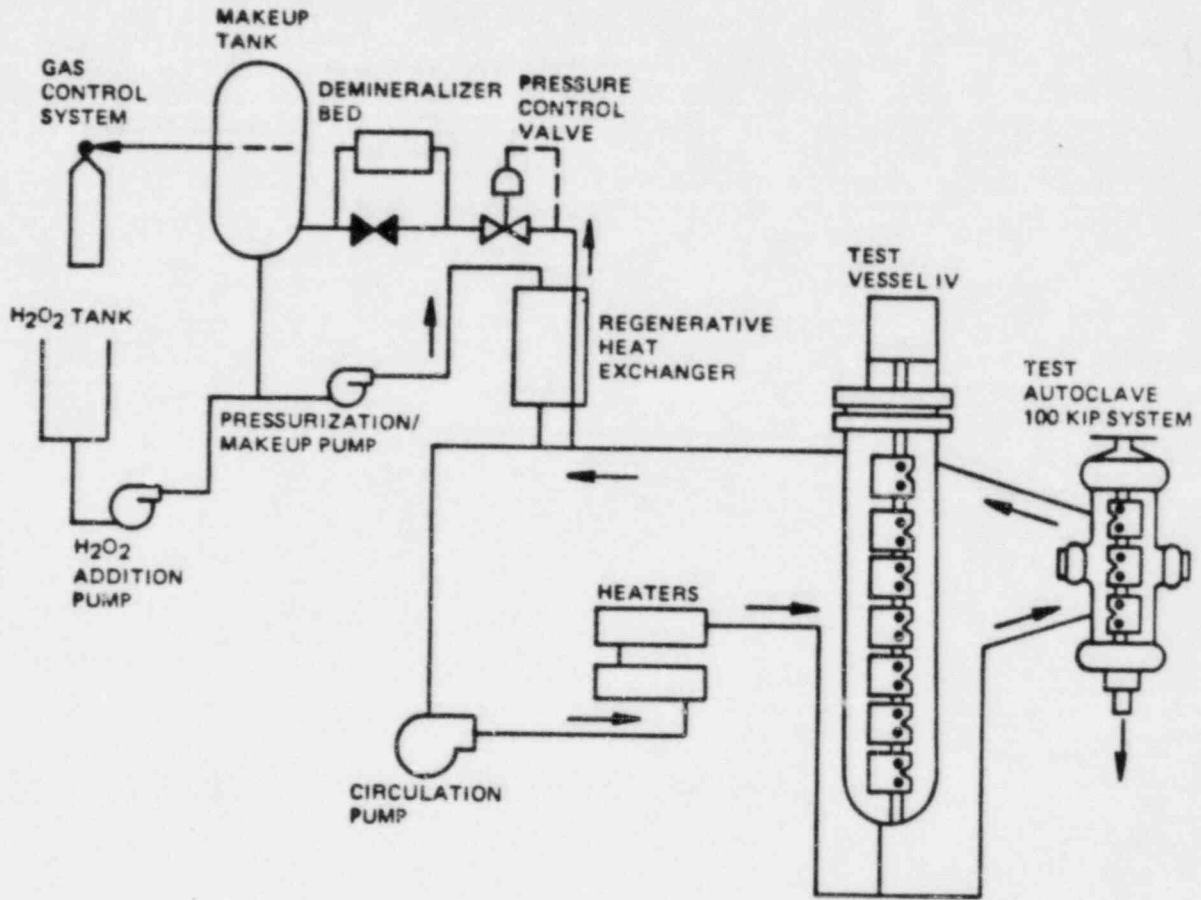 MAKEUP
TANK
GAS
CONTROL
SYSTEM
DEMINERALIZER
BED
PRESSURE
CONTROL
VALVE
H₂O₂ TANK
TEST
VESSEL IV
REGENERATIVE
HEAT
EXCHANGER
TEST
AUTOCLAVE
100 KIP SYSTEM
PRESSURIZATION/
MAKEUP PUMP
H₂O₂
ADDITION
PUMP
HEATERS
CIRCULATION
PUMP